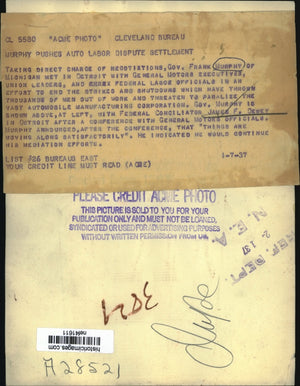 CL 5580 "ACME PHOTO" CLEVELAND BUREAU
MURPHY PUSHES AUTO LABOR DISPUTE SETTLEMENT
TAKING DIRECT CHARGE OF NEGOTIATIONS, GOV. FRANK MURPHY OF
MICHIGAN MET IN DETROIT WITH GENERAL MOTORS EXECUTIVES,
UNION LEADERS, AND FEDERAL LABOR OFFICIALS IN AN
EFFORT TO END THE STRIKES AND SHUTDOWNS WHICH HAVE THROWN
THOUSANDS OF MEN OUT OF WORK AND THREATEN TO PARALIZE THE
VAST AUTOMOBILE MANUFACTURING CORPORATION. GOV. MURPHY IS
SHOWN ABOVE, AT LEFT, WITH FEDERAL CONCILIATOR JAMES F. DEWEY
IN DETROIT AFTER A CONFERENCE WITH GENERAL MOTORS OFFICIALS.
MURPHY ANNOUNCED, AFTER THE CONFERENCE, THAT "THINGS ARE
MOVING ALONG SATISFACTORILY". HE INDICATED HE WOULD CONTINUE
HIS MEDIATION EFFORTS.
LIST #26 BUREAUS EAST 1-7-37
YOUR CREDIT LINE MUST READ (ACME)
PLEASE CREDIT ACME PHOTO
THIS PICTURE IS SOLD TO YOU FOR YOUR
PUBLICATION ONLY AND MUST NOT BE LOANED,
SYNDICATED OR USED FOR ADVERTISING PURPOSES
WITHOUT WRITTEN PERMISSION FROM US.
REF. DEPT
N. E. A.
historicimages.com
nef41611
A28521